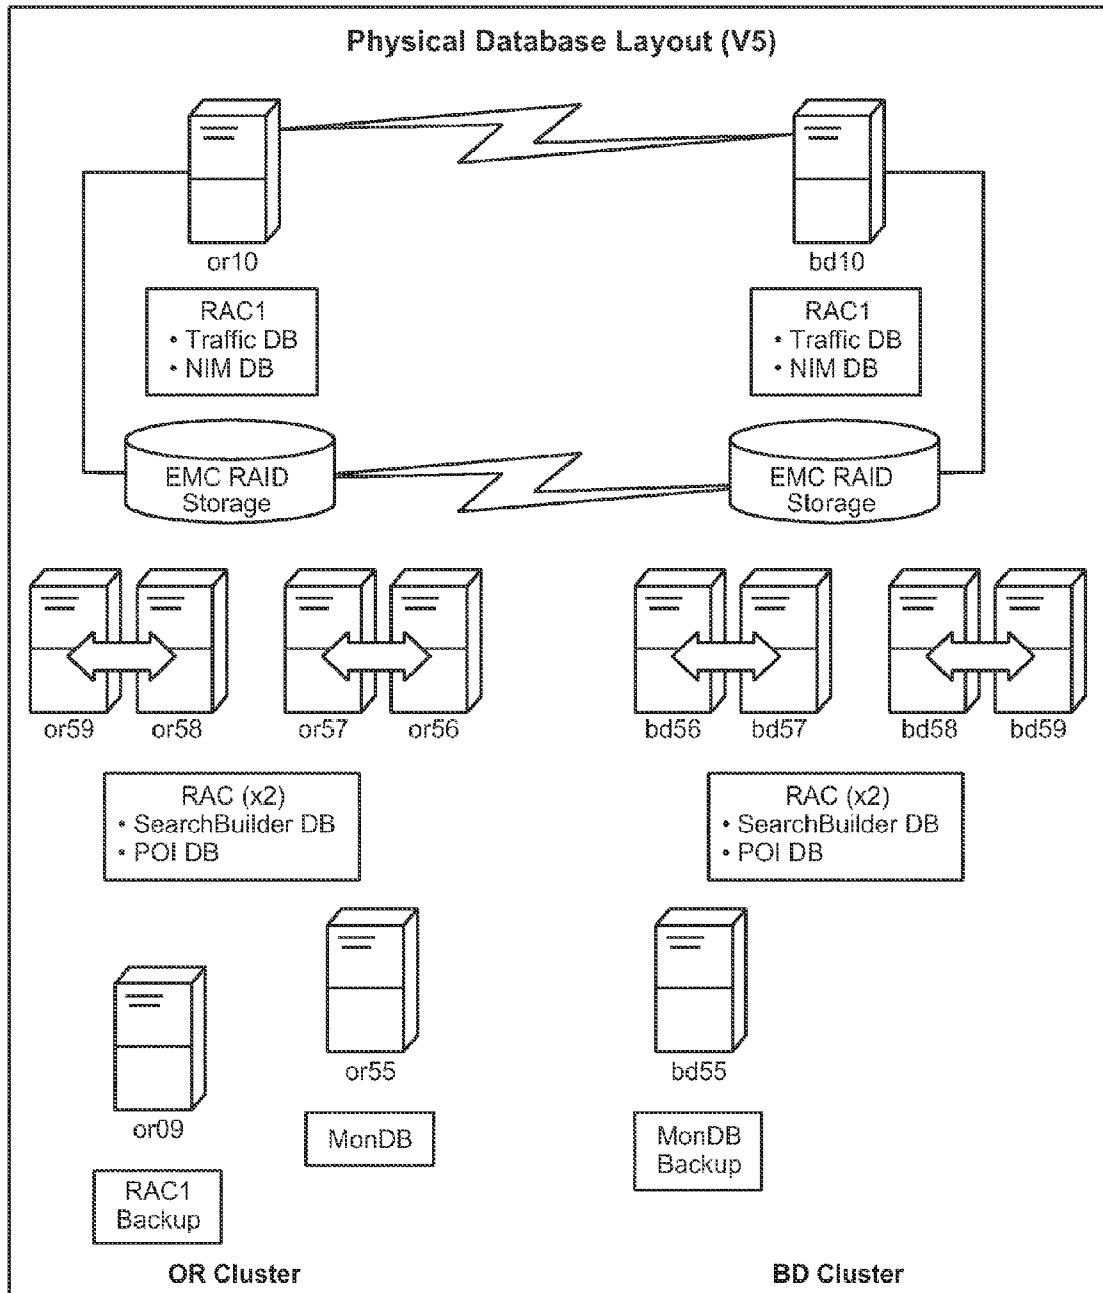 Physical Database Layout (V5)
or10
bd10
RAC1
• Traffic DB
• NIM DB
RAC1
• Traffic DB
• NIM DB
EMC RAID
Storage
EMC RAID
Storage
or59
or58
or57
or56
bd56
bd57
bd58
bd59
RAC (x2)
• SearchBuilder DB
• POI DB
RAC (x2)
• SearchBuilder DB
• POI DB
or55
bd55
or09
MonDB
MonDB
Backup
RAC1
Backup
OR Cluster
BD Cluster